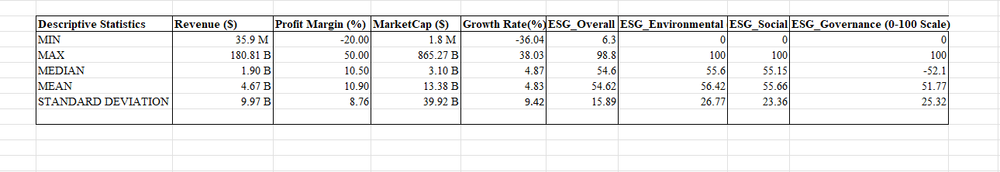 Descriptive Statistics Revenue ($) Profit Margin (%) MarketCap ($) Growth Rate(%) ESG_Overall ESG_Environmental ESG_Social ESG_Governance (0-100 Scale)
MIN 35.9 M -20.00 1.8 M -36.04 6.3 0 0 0
MAX 180.81 B 50.00 865.27 B 38.03 98.8 100 100 100
MEDIAN 1.90 B 10.50 3.10 B 4.87 54.6 55.6 55.15 -52.1
MEAN 4.67 B 10.90 13.38 B 4.83 54.62 56.42 55.66 51.77
STANDARD DEVIATION 9.97 B 8.76 39.92 B 9.42 15.89 26.77 23.36 25.32